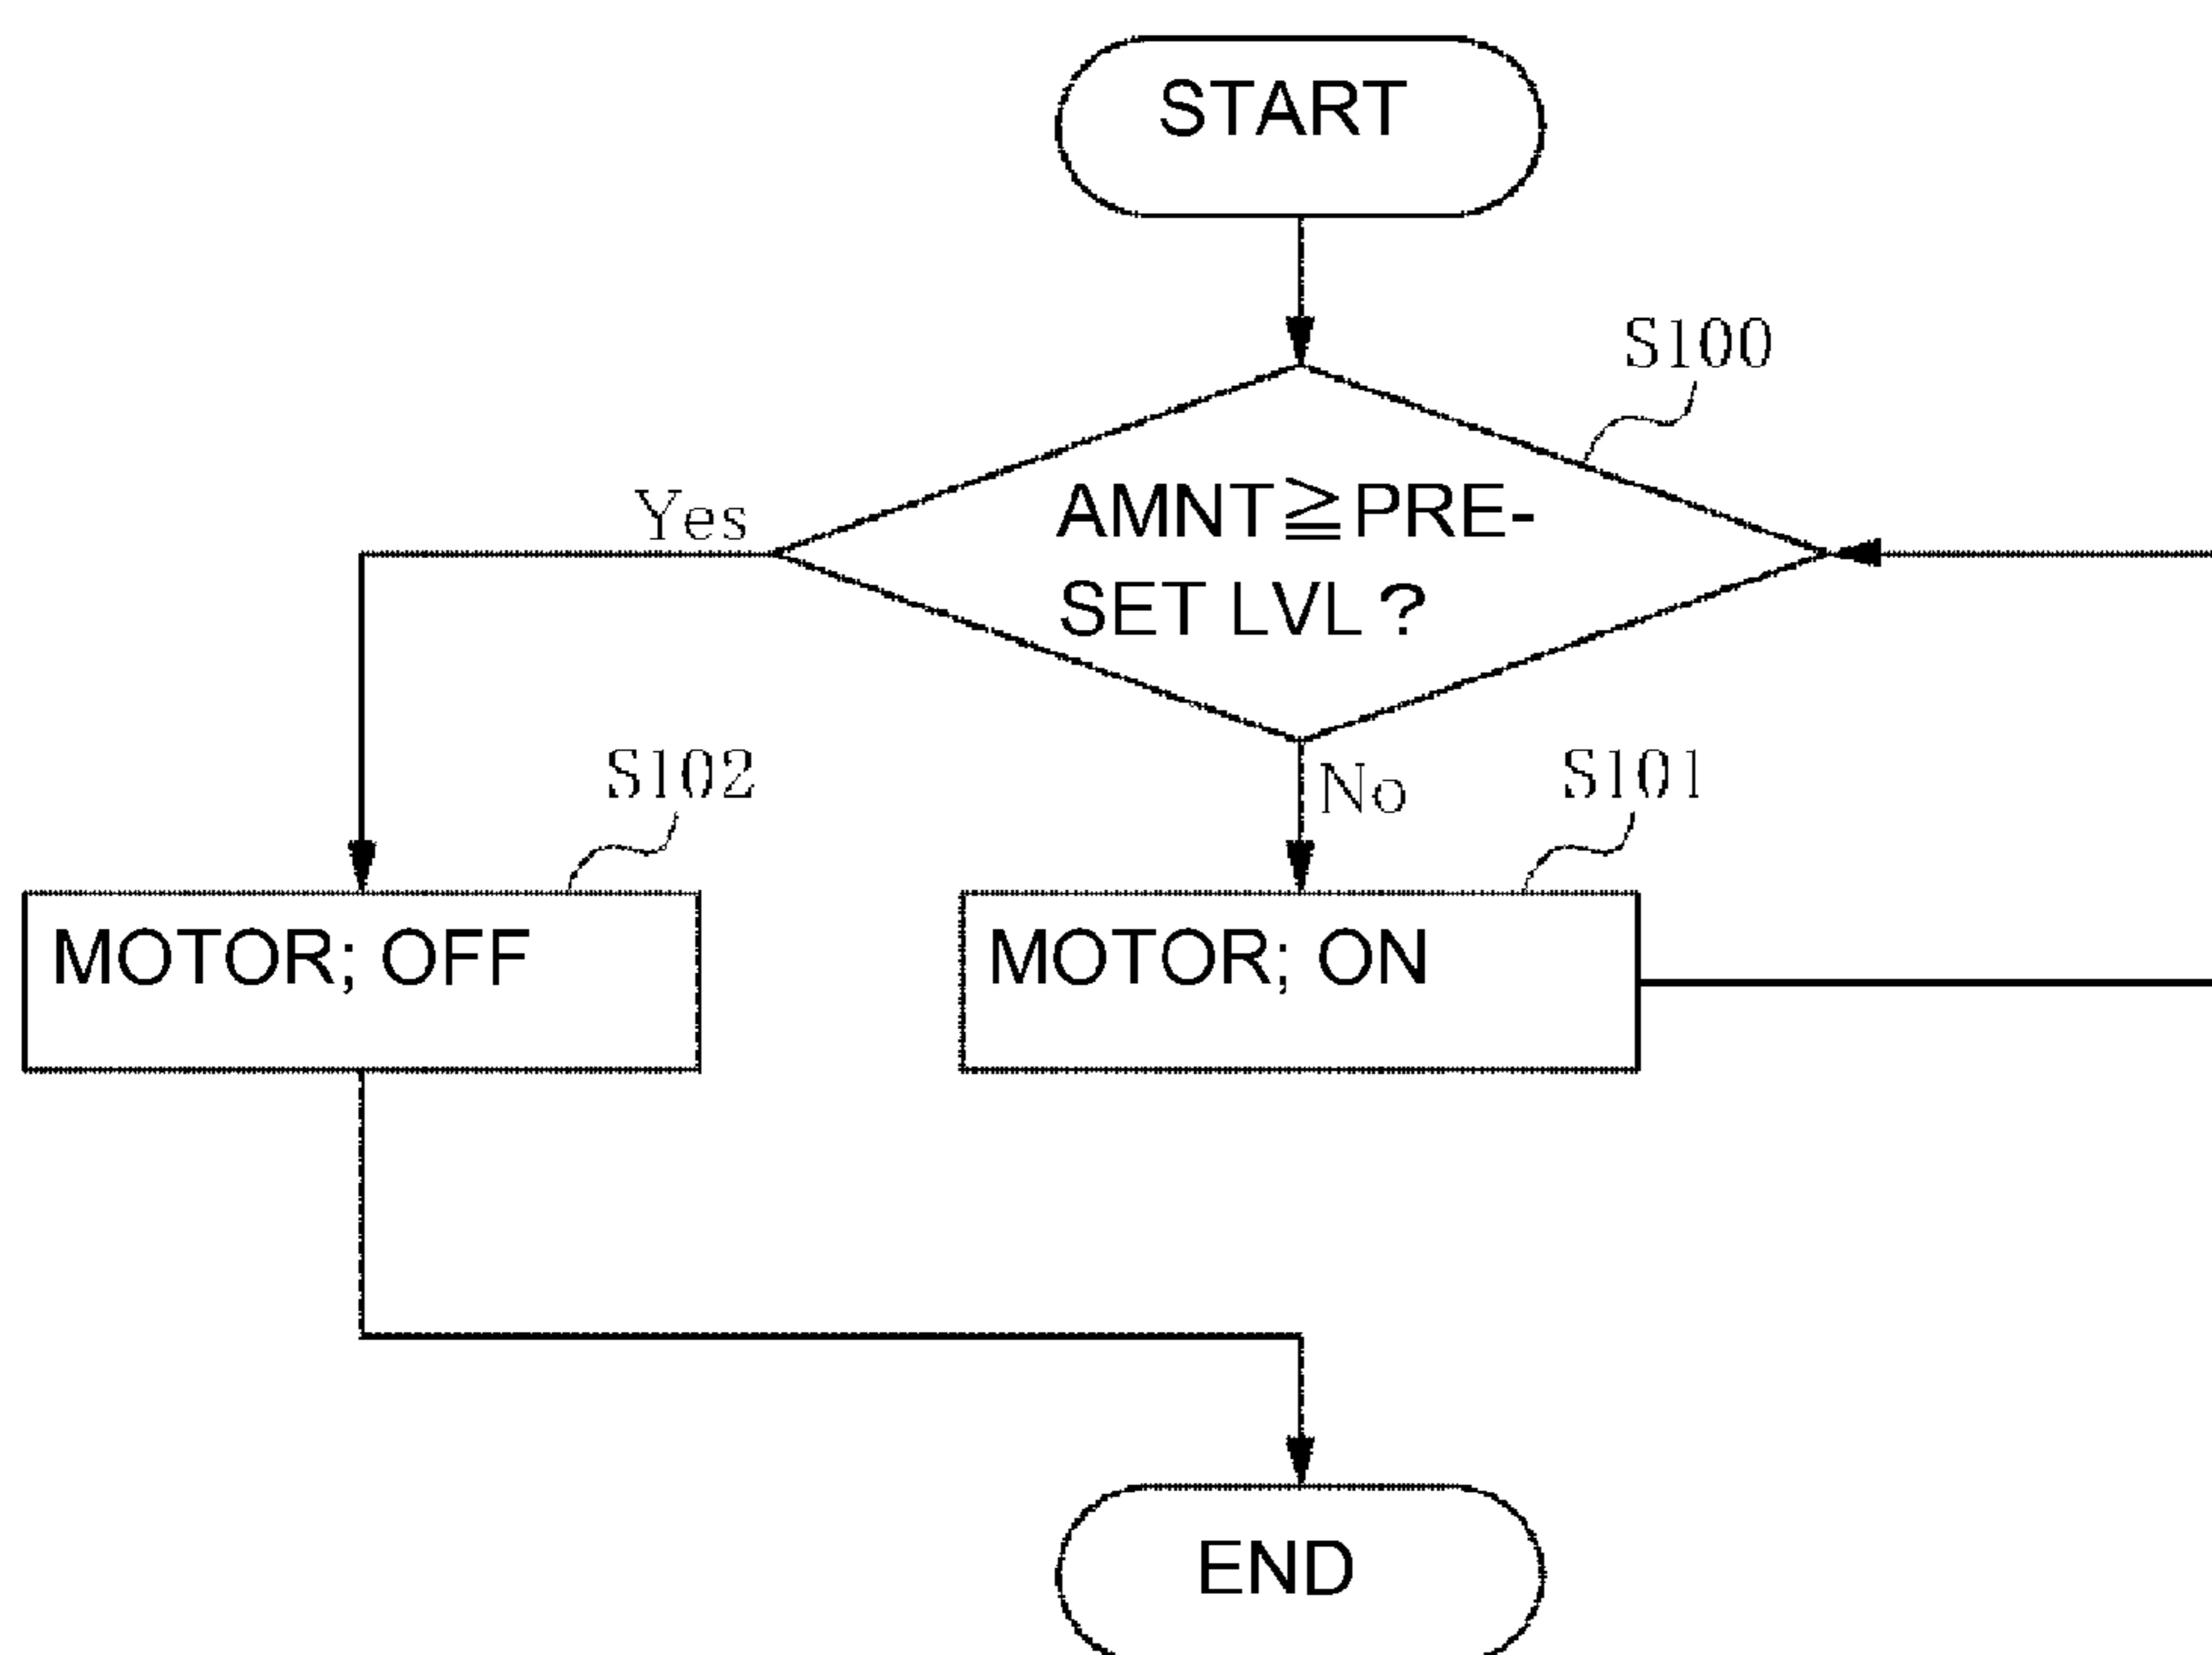 START
S100
AMNT≧PRE-
SET LVL ?
Yes
No
S102
S101
MOTOR; OFF
MOTOR; ON
END